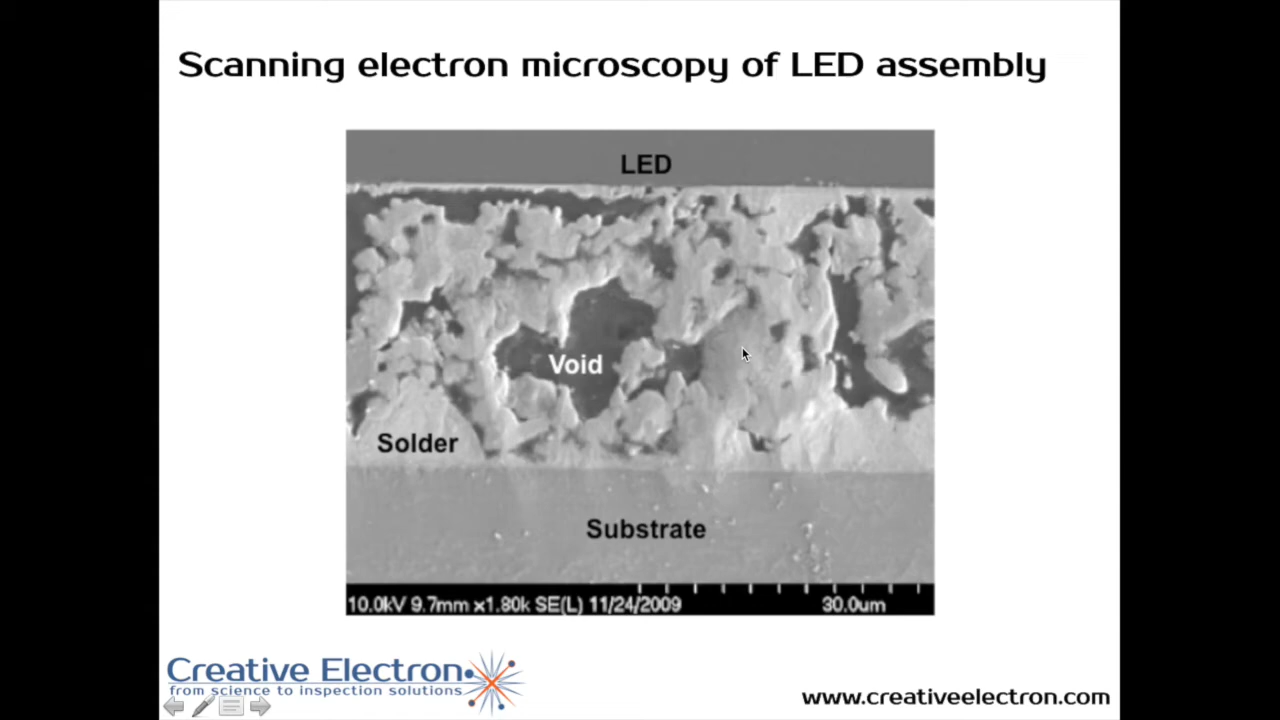 Scanning electron microscopy of LED assembly
LED
Void
Solder
Substrate
10.0kV 9.7mm x1.80k SE(L) 11/24/2009 30.0um
Creative Electron
from science to inspection solutions
www.creativeelectron.com